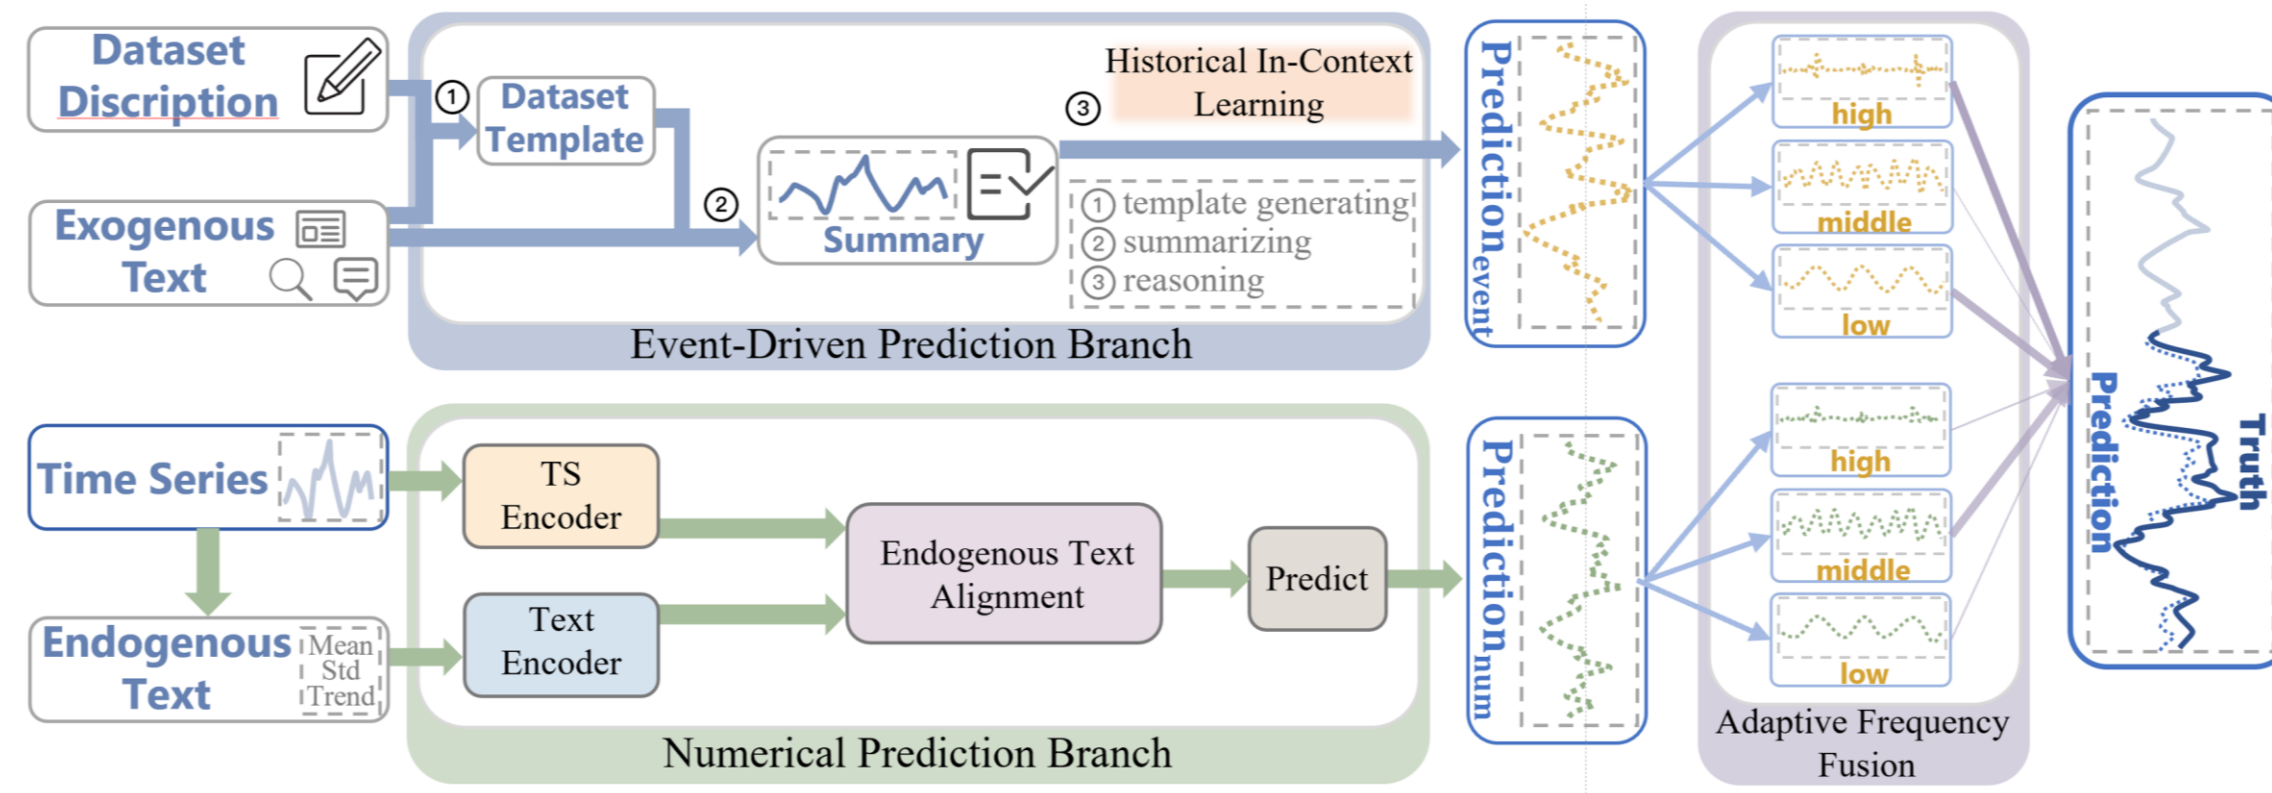 Dataset
Discription
Exogenous
Text
①
Dataset
Template
②
Summary
③
Historical In-Context
Learning
① template generating
② summarizing
③ reasoning
Event-Driven Prediction Branch
Prediction event
high
middle
low
Time Series
Endogenous
Text
Mean
Std
Trend
TS
Encoder
Text
Encoder
Endogenous Text
Alignment
Predict
Numerical Prediction Branch
Prediction num
high
middle
low
Adaptive Frequency
Fusion
Prediction
Truth